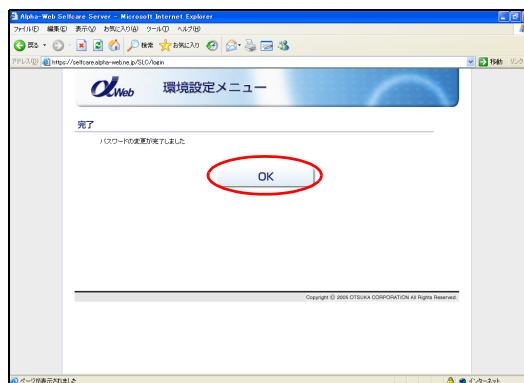 Alpha-Web Selfcare Server - Microsoft Internet Explorer
ファイル(F) 編集(E) 表示(V) お気に入り(A) ツール(T) ヘルプ(H)
戻る 検索 お気に入り
アドレス(D) https://selfcare.alpha-web.ne.jp/SLC/login 移動 リンク
αWeb 環境設定メニュー
完了
パスワードの変更が完了しました
OK
Copyright © 2005 OTSUKA CORPORATION All Rights Reserved.
ページが表示されました インターネット